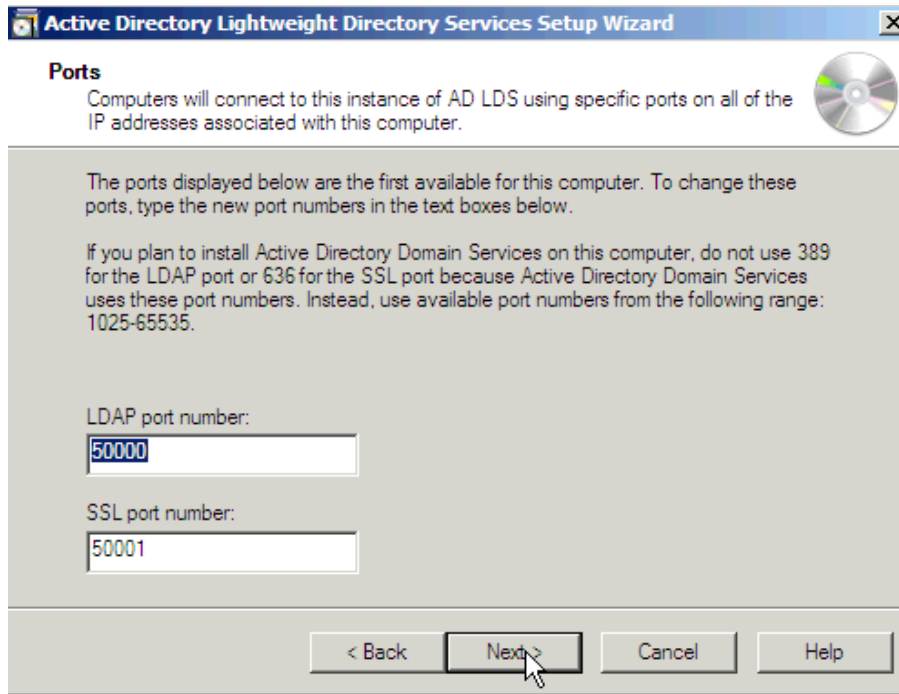 Active Directory Lightweight Directory Services Setup Wizard
Ports
Computers will connect to this instance of AD LDS using specific ports on all of the
IP addresses associated with this computer.
The ports displayed below are the first available for this computer. To change these
ports, type the new port numbers in the text boxes below.
If you plan to install Active Directory Domain Services on this computer, do not use 389
for the LDAP port or 636 for the SSL port because Active Directory Domain Services
uses these port numbers. Instead, use available port numbers from the following range:
1025-65535.
LDAP port number:
50000
SSL port number:
50001
< Back Next > Cancel Help